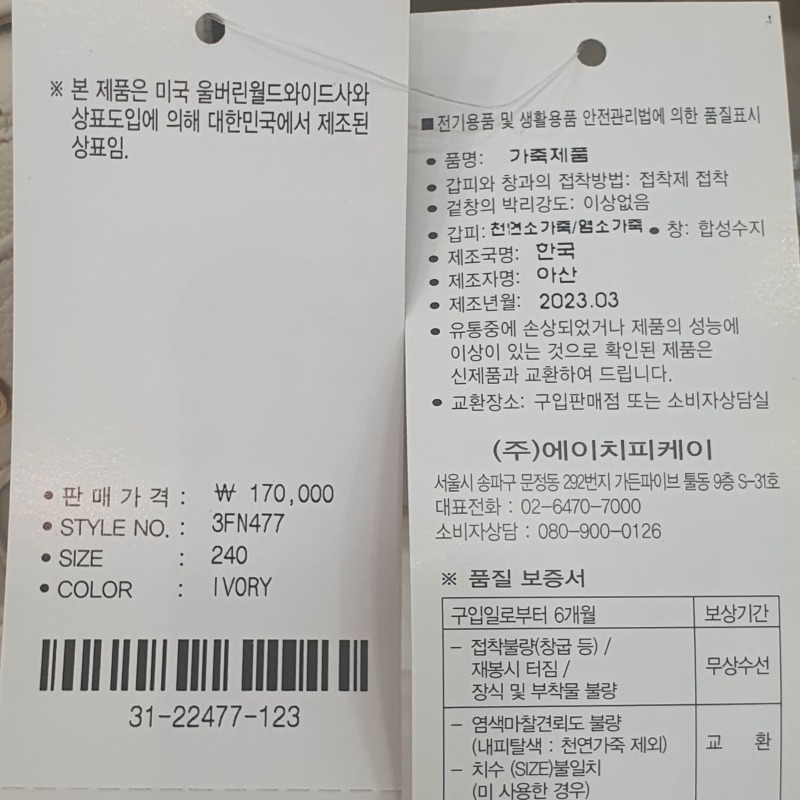 ※ 본 제품은 미국 울버린월드와이드사와
상표도입에 의해 대한민국에서 제조된
상표임.
• 판 매 가 격 : ₩ 170,000
• STYLE NO. : 3FN477
• SIZE : 240
• COLOR : IVORY
31-22477-123
■ 전기용품 및 생활용품 안전관리법에 의한 품질표시
• 품명: 가죽제품
• 갑피와 창과의 접착방법: 접착제 접착
• 겉창의 박리강도: 이상없음
• 갑피: 천연소가죽/염소가죽 • 창: 합성수지
• 제조국명: 한국
• 제조자명: 아산
• 제조년월: 2023.03
• 유통중에 손상되었거나 제품의 성능에
이상이 있는 것으로 확인된 제품은
신제품과 교환하여 드립니다.
• 교환장소: 구입판매점 또는 소비자상담실
(주)에이치피케이
서울시 송파구 문정동 292번지 가든파이브 툴동 9층 S-31호
대표전화 : 02-6470-7000
소비자상담 : 080-900-0126
※ 품질 보증서
구입일로부터 6개월 보상기간
- 접착불량(창굽 등) /
재봉시 터짐 /
장식 및 부착물 불량
무상수선
- 염색마찰견뢰도 불량
(내피탈색 : 천연가죽 제외)
- 치수 (SIZE)불일치
(미 사용한 경우)
교 환